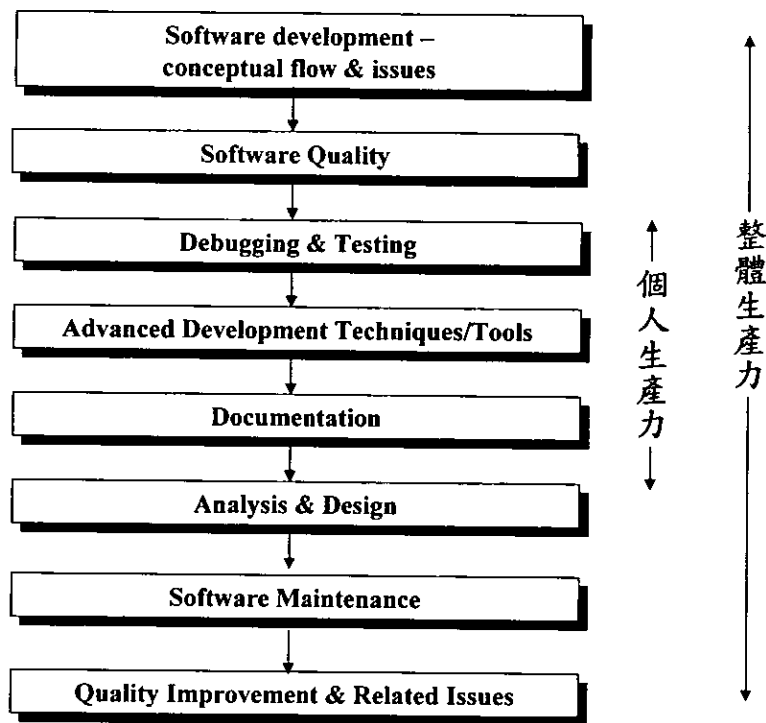 Software development –
conceptual flow & issues
Software Quality
Debugging & Testing
Advanced Development Techniques/Tools
Documentation
Analysis & Design
Software Maintenance
Quality Improvement & Related Issues
個人生產力
整體生產力